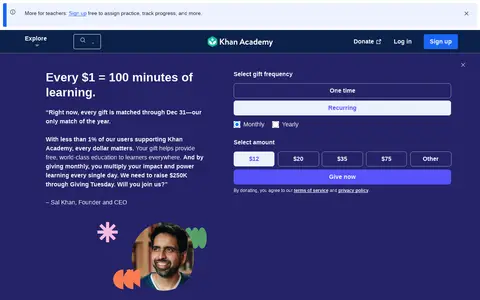 More for teachers: Sign up free to assign practice, track progress, and more.
Explore
Khan Academy
Donate
Log in
Sign up
Every $1 = 100 minutes of
learning.
“Right now, every gift is matched through Dec 31—our
only match of the year.
With less than 1% of our users supporting Khan
Academy, every dollar matters. Your gift helps provide
free, world-class education to learners everywhere. And by
giving monthly, you multiply your impact and power
learning every single day. We need to raise $250K
through Giving Tuesday. Will you join us?”
– Sal Khan, Founder and CEO
Select gift frequency
One time
Recurring
Monthly Yearly
Select amount
$12 $20 $35 $75 Other
Give now
By donating, you agree to our terms of service and privacy policy.